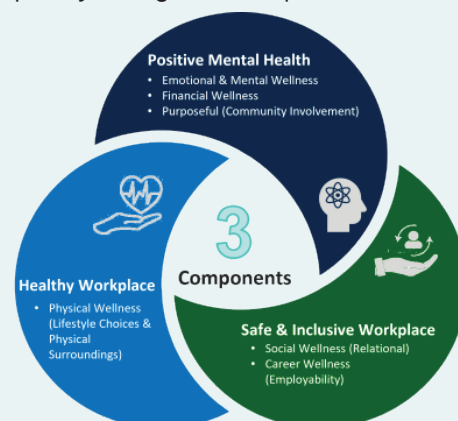 Positive Mental Health
• Emotional & Mental Wellness
• Financial Wellness
• Purposeful (Community Involvement)
3
Components
Healthy Workplace
• Physical Wellness
(Lifestyle Choices &
Physical
Surroundings)
Safe & Inclusive Workplace
• Social Wellness (Relational)
• Career Wellness
(Employability)